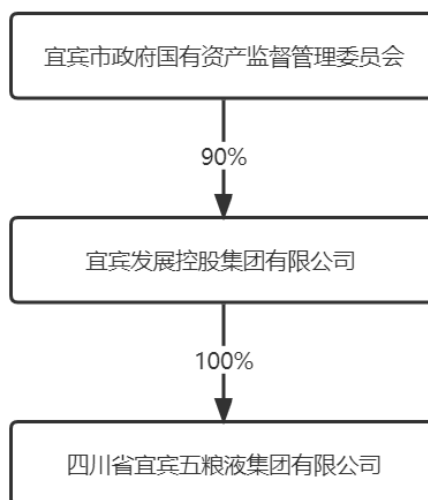 宜宾市政府国有资产监督管理委员会
90%
宜宾发展控股集团有限公司
100%
四川省宜宾五粮液集团有限公司